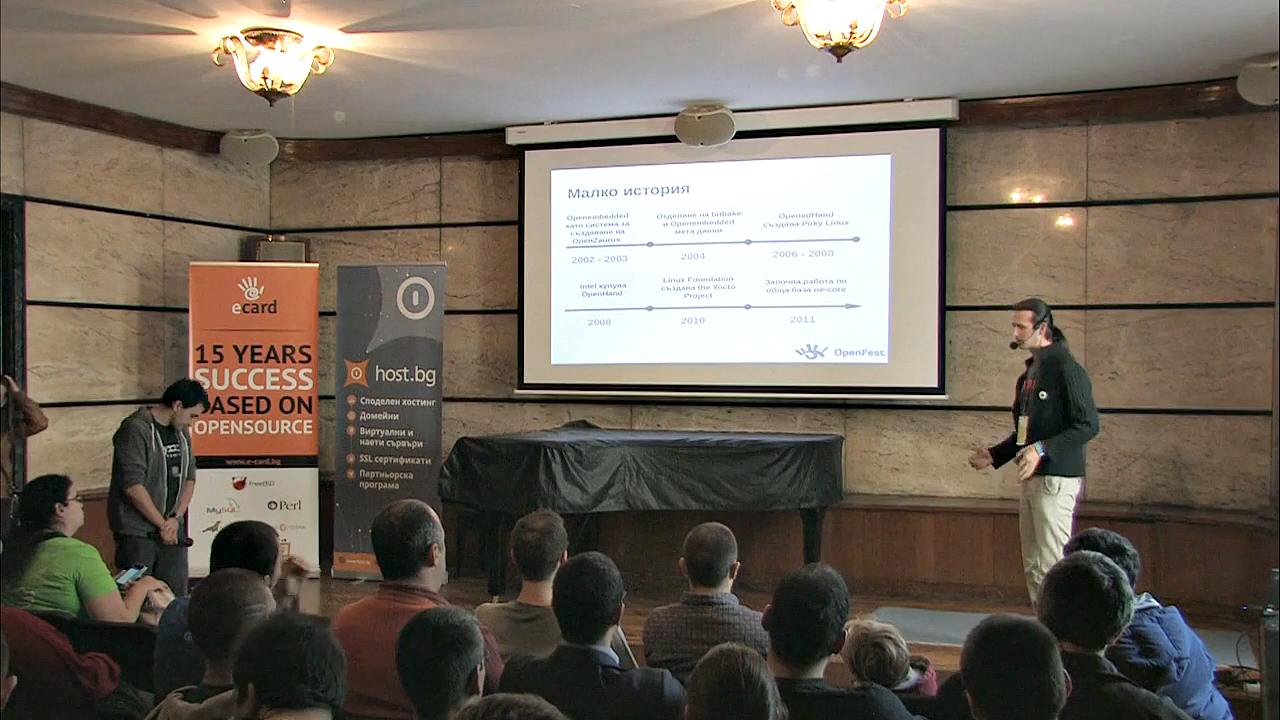 Малко история
Openembedded
като система за
създаване на
OpenZaurus
2002 - 2003
Отделяне на bitbake
и Openembedded
мета данни
2004
OpenedHand
създава Poky Linux
2006 - 2008
Intel купува
OpenHand
2008
Linux Foundation
създава the Yocto
Project
2010
Започва работа по
обща база oe-core
2011
OpenFest
ecard
15 YEARS
SUCCESS
BASED ON
OPENSOURCE
www.e-card.bg
FreeBSD
MySQL
Perl
host.bg
Споделен хостинг
Домейни
Виртуални и
наети сървъри
SSL сертификати
Партньорска
програма